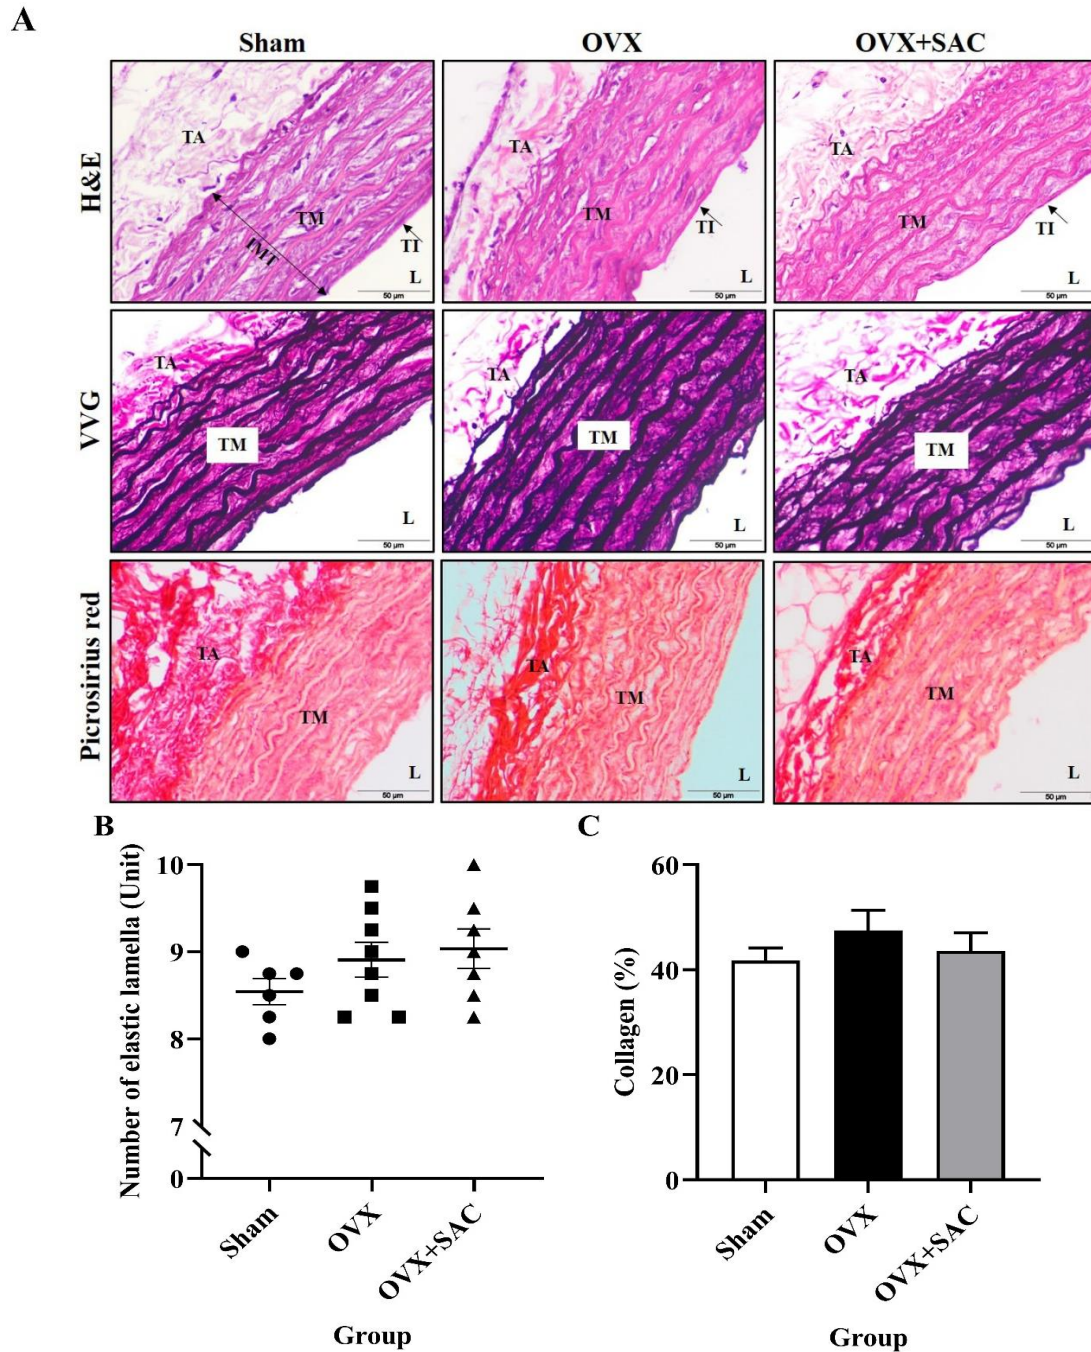 A
Sham OVX OVX+SAC
H&E
TA
TM
IMT
TI
L
50 µm
TA
TM
TI
L
50 µm
TA
TM
TI
L
50 µm
VVG
TA
TM
L
50 µm
TA
TM
L
50 µm
TA
TM
L
50 µm
Picrosirius red
TA
TM
L
50 µm
TA
TM
L
50 µm
TA
TM
L
50 µm
B
Number of elastic lamella (Unit)
10
9
8
7
0
Sham
OVX
OVX+SAC
Group
C
Collagen (%)
60
40
20
0
Sham
OVX
OVX+SAC
Group